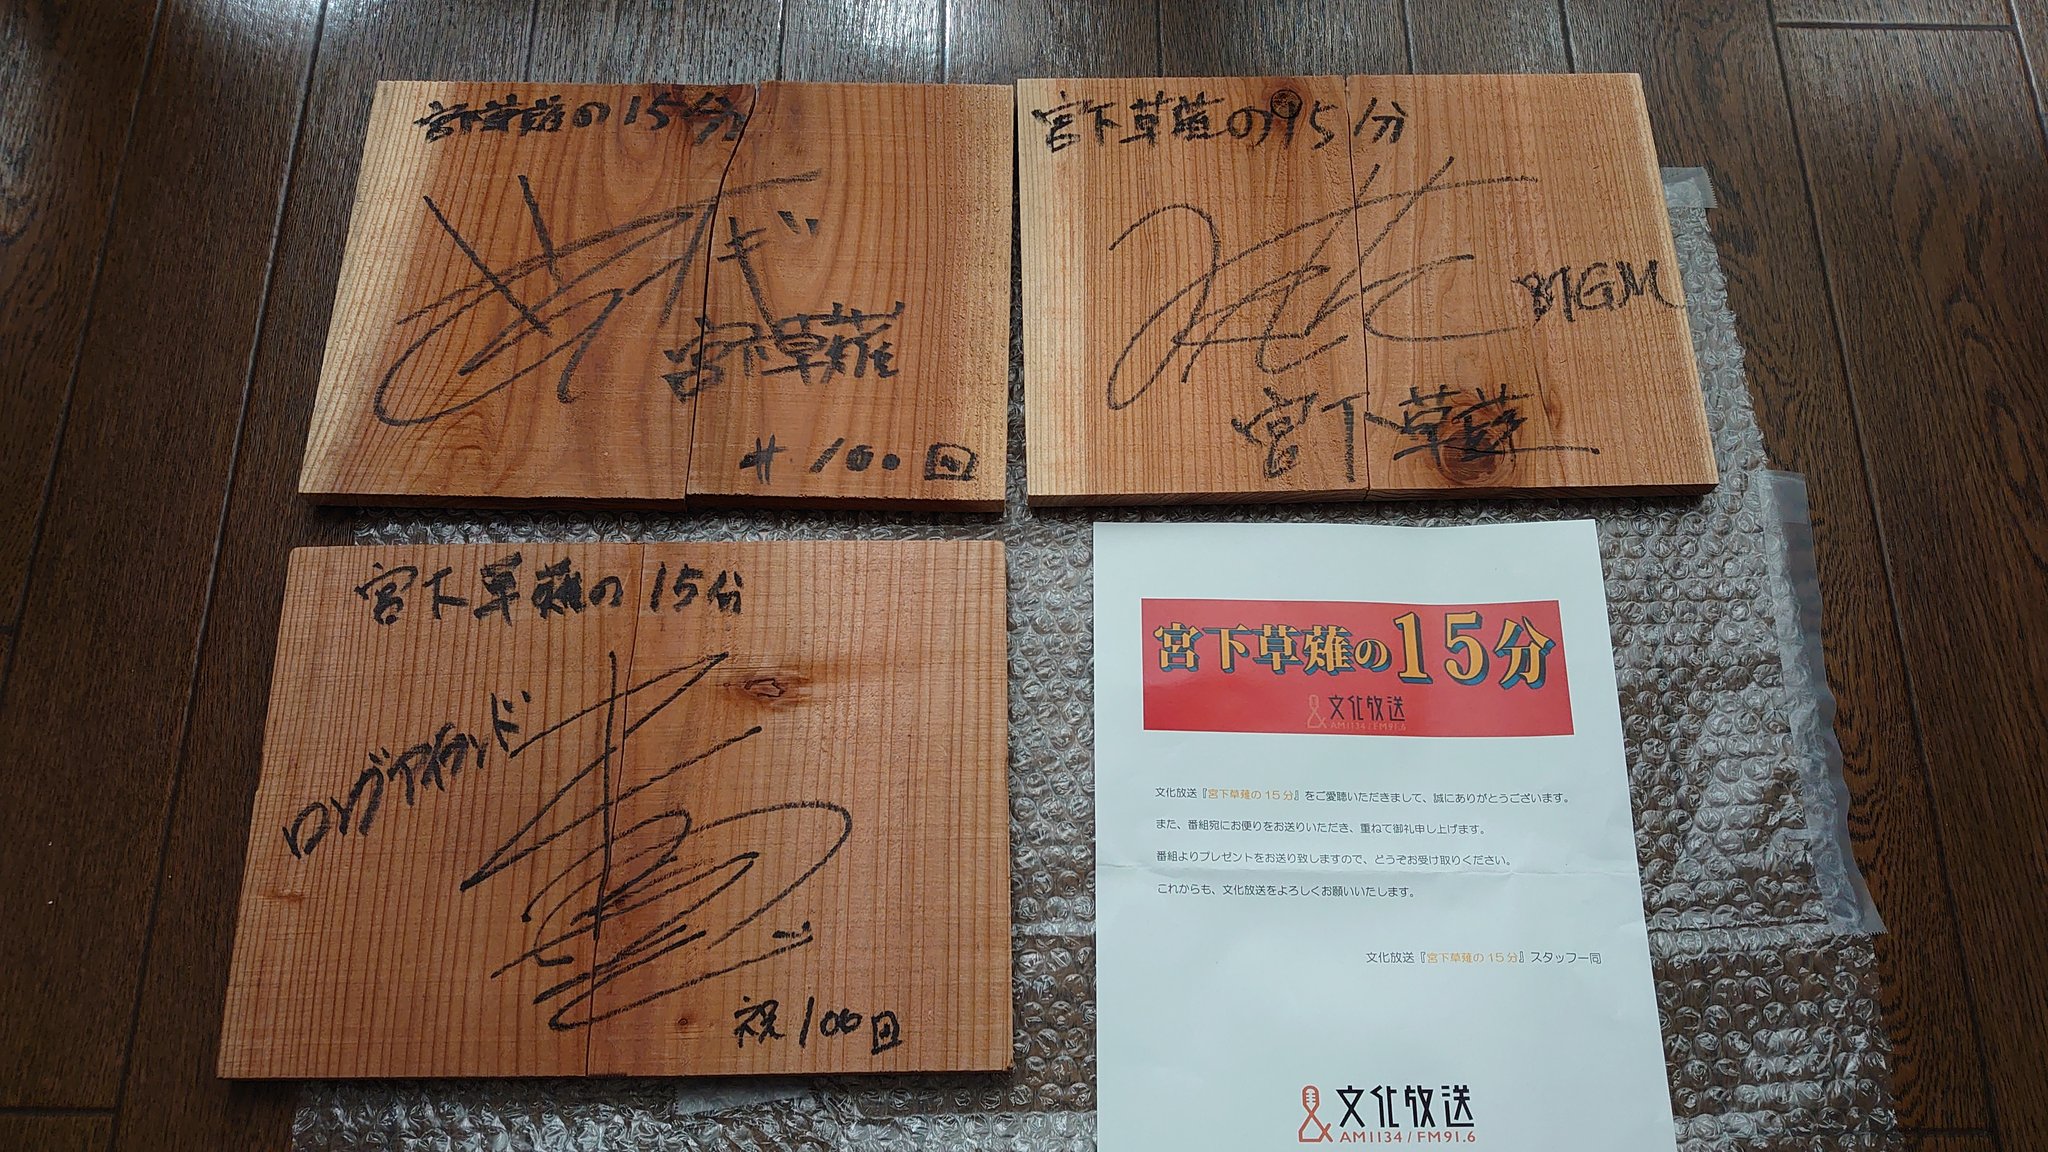 宮下草薙の15分
宮下草薙
#100回
宮下草薙の15分
宮下草薙
宮下草薙の15分
ロングアイランド
祝100回
宮下草薙の15分
文化放送
AM1134/FM91.6
文化放送『宮下草薙の15分』をご愛聴いただきまして、誠にありがとうございます。
また、番組宛にお便りをお送りいただき、重ねて御礼申し上げます。
番組よりプレゼントをお送り致しますので、どうぞお受け取りください。
これからも、文化放送をよろしくお願いいたします。
文化放送『宮下草薙の15分』スタッフ一同
文化放送
AM1134/FM91.6